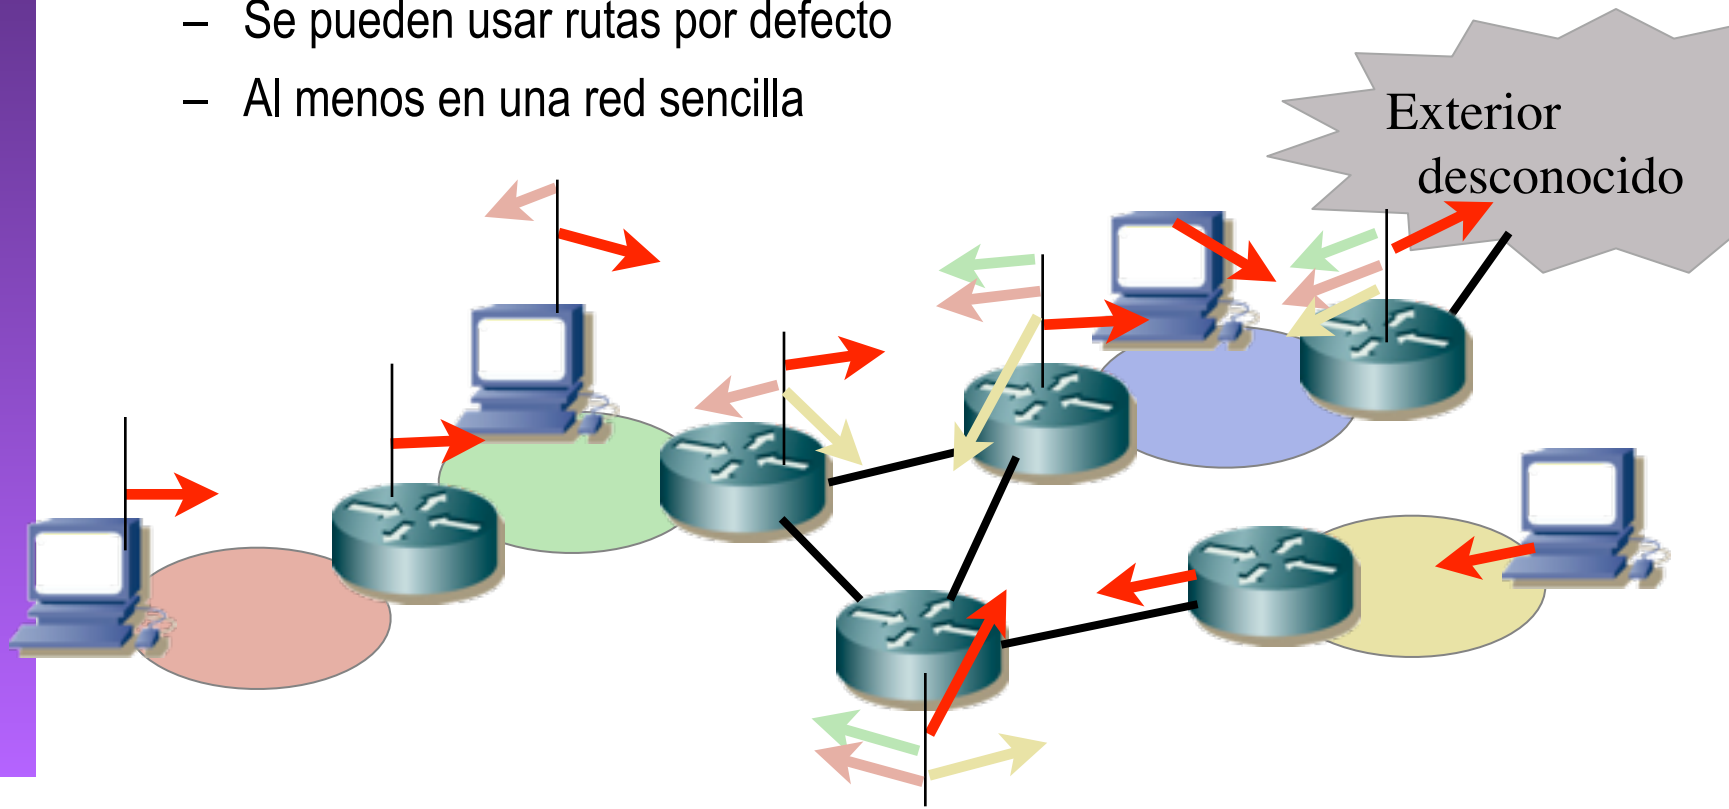 – Se pueden usar rutas por defecto
– Al menos en una red sencilla
Exterior
desconocido